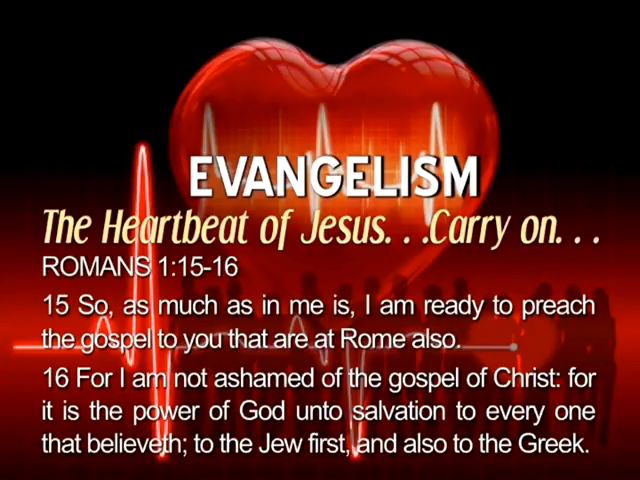 EVANGELISM
The Heartbeat of Jesus. . .Carry on. . .
ROMANS 1:15-16
15 So, as much as in me is, I am ready to preach
the gospel to you that are at Rome also.
16 For I am not ashamed of the gospel of Christ: for
it is the power of God unto salvation to every one
that believeth; to the Jew first, and also to the Greek.